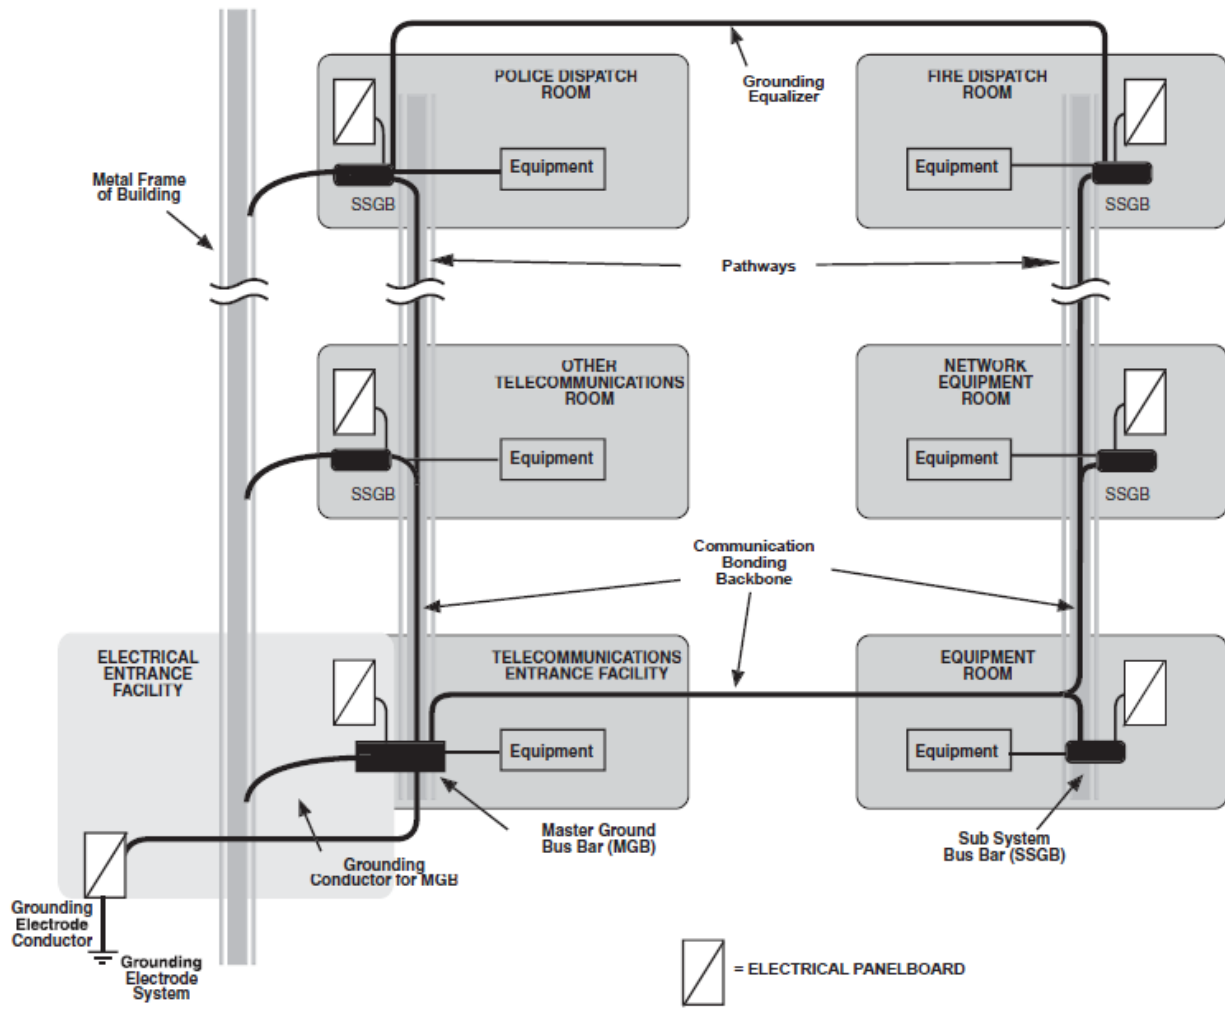 POLICE DISPATCH
ROOM
Grounding
Equalizer
FIRE DISPATCH
ROOM
Metal Frame
of Building
Equipment
SSGB
Equipment
SSGB
Pathways
OTHER
TELECOMMUNICATIONS
ROOM
NETWORK
EQUIPMENT
ROOM
Equipment
SSGB
Equipment
SSGB
Communication
Bonding
Backbone
ELECTRICAL
ENTRANCE
FACILITY
TELECOMMUNICATIONS
ENTRANCE FACILITY
EQUIPMENT
ROOM
Equipment
Equipment
Master Ground
Bus Bar (MGB)
Sub System
Bus Bar (SSGB)
Grounding
Conductor for MGB
Grounding
Electrode
Conductor
Grounding
Electrode
System
= ELECTRICAL PANELBOARD